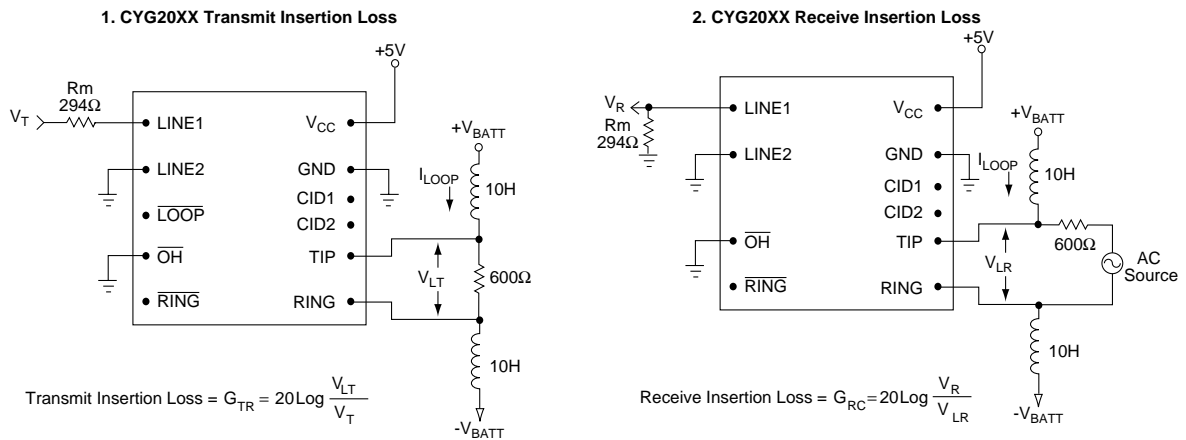 1. CYG20XX Transmit Insertion Loss
+5V
Rm
294Ω
V_T
LINE1
LINE2
LOOP
OH
RING
V_CC
GND
CID1
CID2
TIP
RING
+V_BATT
I_LOOP
10H
V_LT
600Ω
10H
-V_BATT
Transmit Insertion Loss = G_TR = 20Log V_LT / V_T
2. CYG20XX Receive Insertion Loss
+5V
V_R
Rm
294Ω
LINE1
LINE2
OH
RING
V_CC
GND
CID1
CID2
TIP
RING
+V_BATT
I_LOOP
10H
600Ω
V_LR
AC
Source
10H
-V_BATT
Receive Insertion Loss = G_RC = 20Log V_R / V_LR